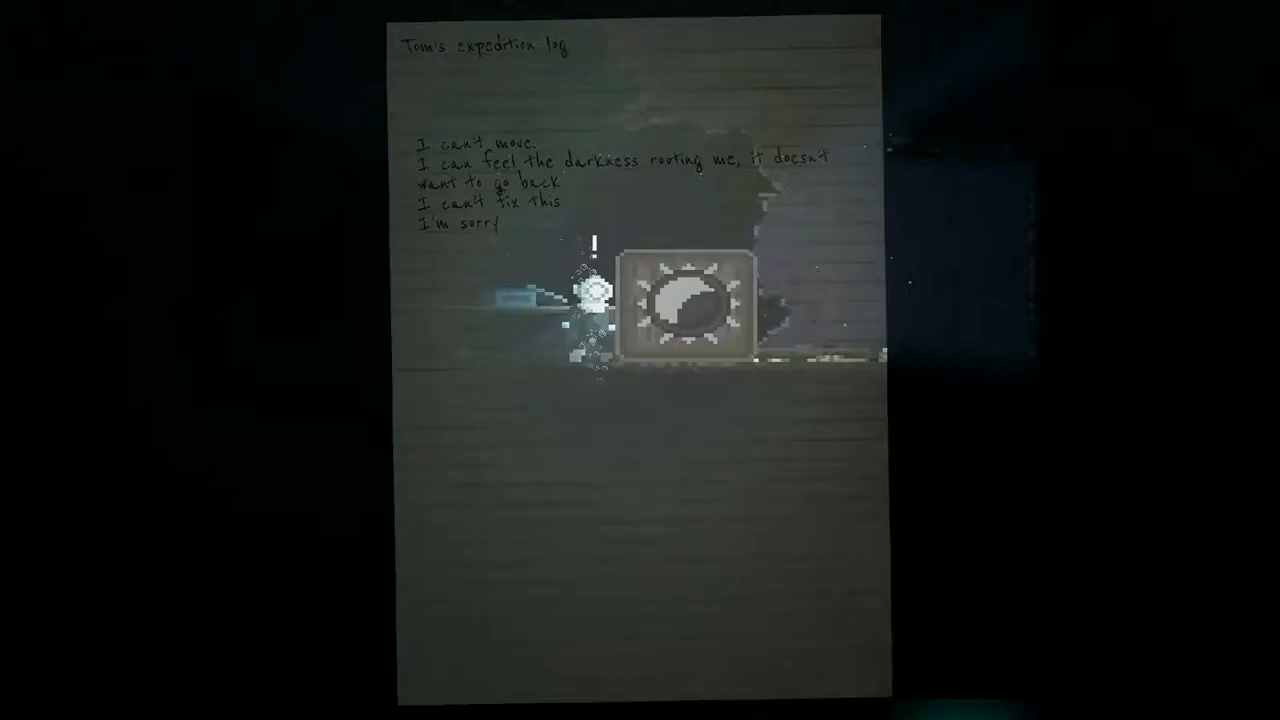 Tom's expedition log
I can't move.
I can feel the darkness rooting me, it doesn't
want to go back
I can't fix this
I'm sorry
!